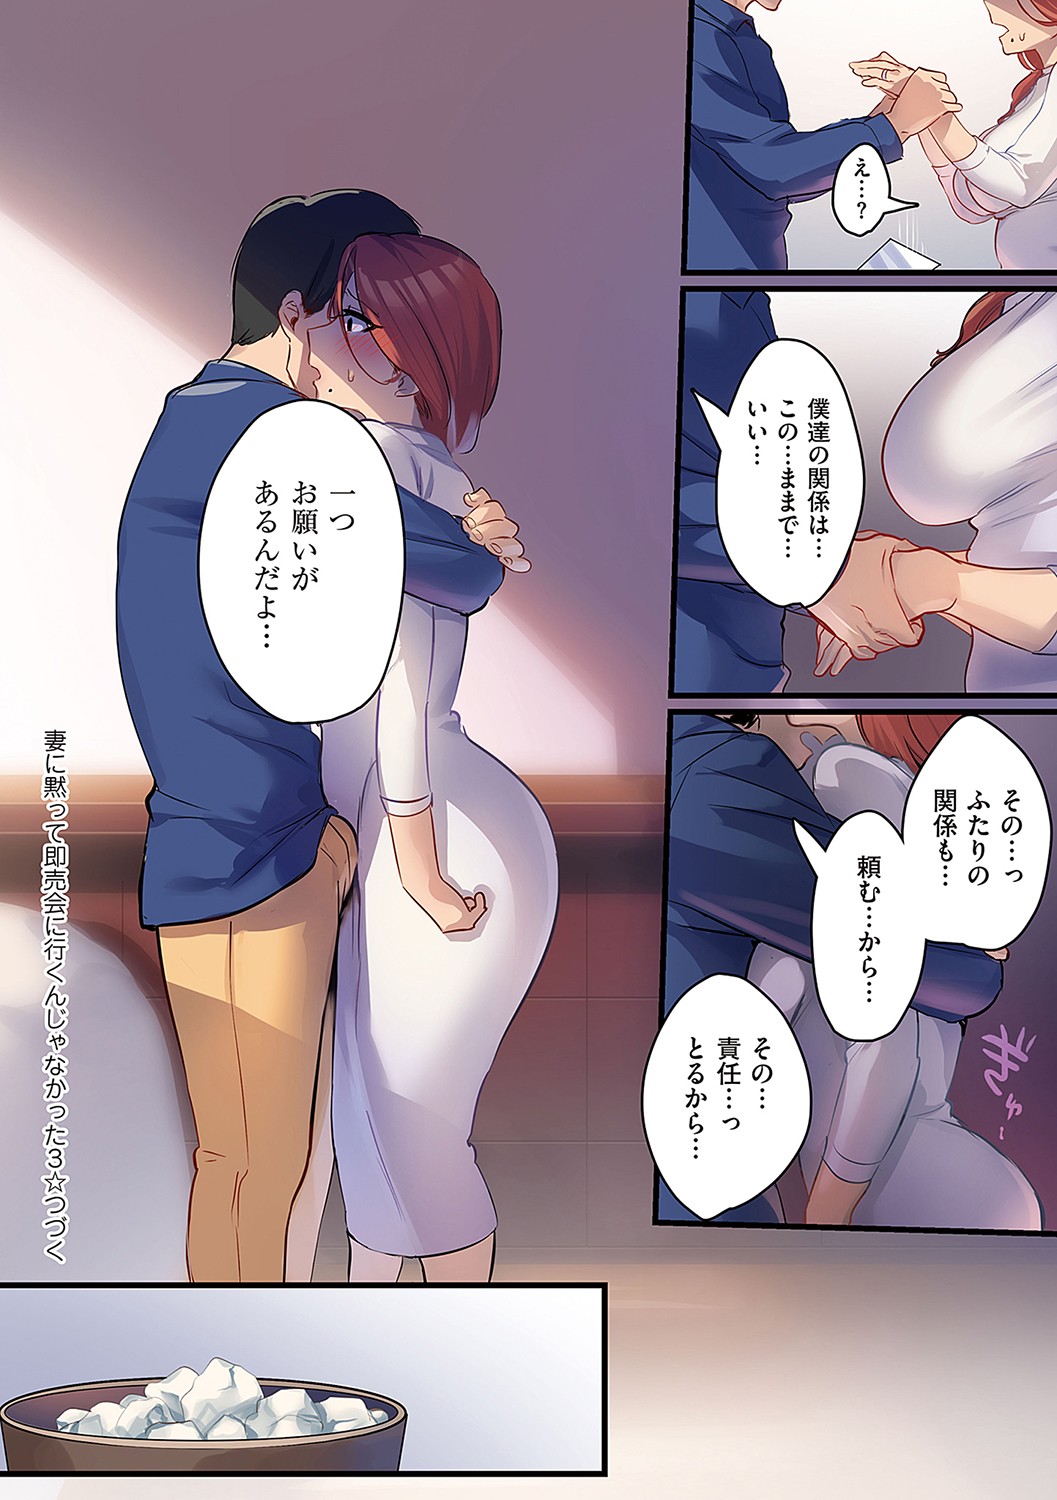 え…？
僕達の関係は…
この…ままで…
いい…
その…っ
ふたりの
関係も…
頼む…から…
ぎゅ～
その…
責任…っ
とるから…
一つ
お願いが
あるんだよ…
妻に黙って即売会に行くんじゃなかった3☆つづく